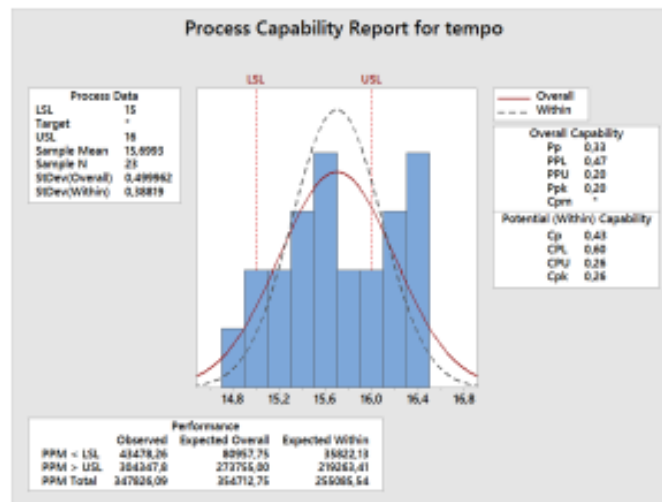 Process Capability Report for tempo
LSL USL
Process Data
LSL 15
Target *
USL 16
Sample Mean 15,6993
Sample N 23
StDev(Overall) 0,499962
StDev(Within) 0,38819
Overall
Within
Overall Capability
Pp 0,33
PPL 0,47
PPU 0,20
Ppk 0,20
Cpm *
Potential (Within) Capability
Cp 0,43
CPL 0,60
CPU 0,26
Cpk 0,26
14,8 15,2 15,6 16,0 16,4 16,8
Performance
Observed Expected Overall Expected Within
PPM < LSL 43478,26 80957,75 35822,13
PPM > USL 304347,8 273755,00 219263,41
PPM Total 347826,09 354712,75 255085,54